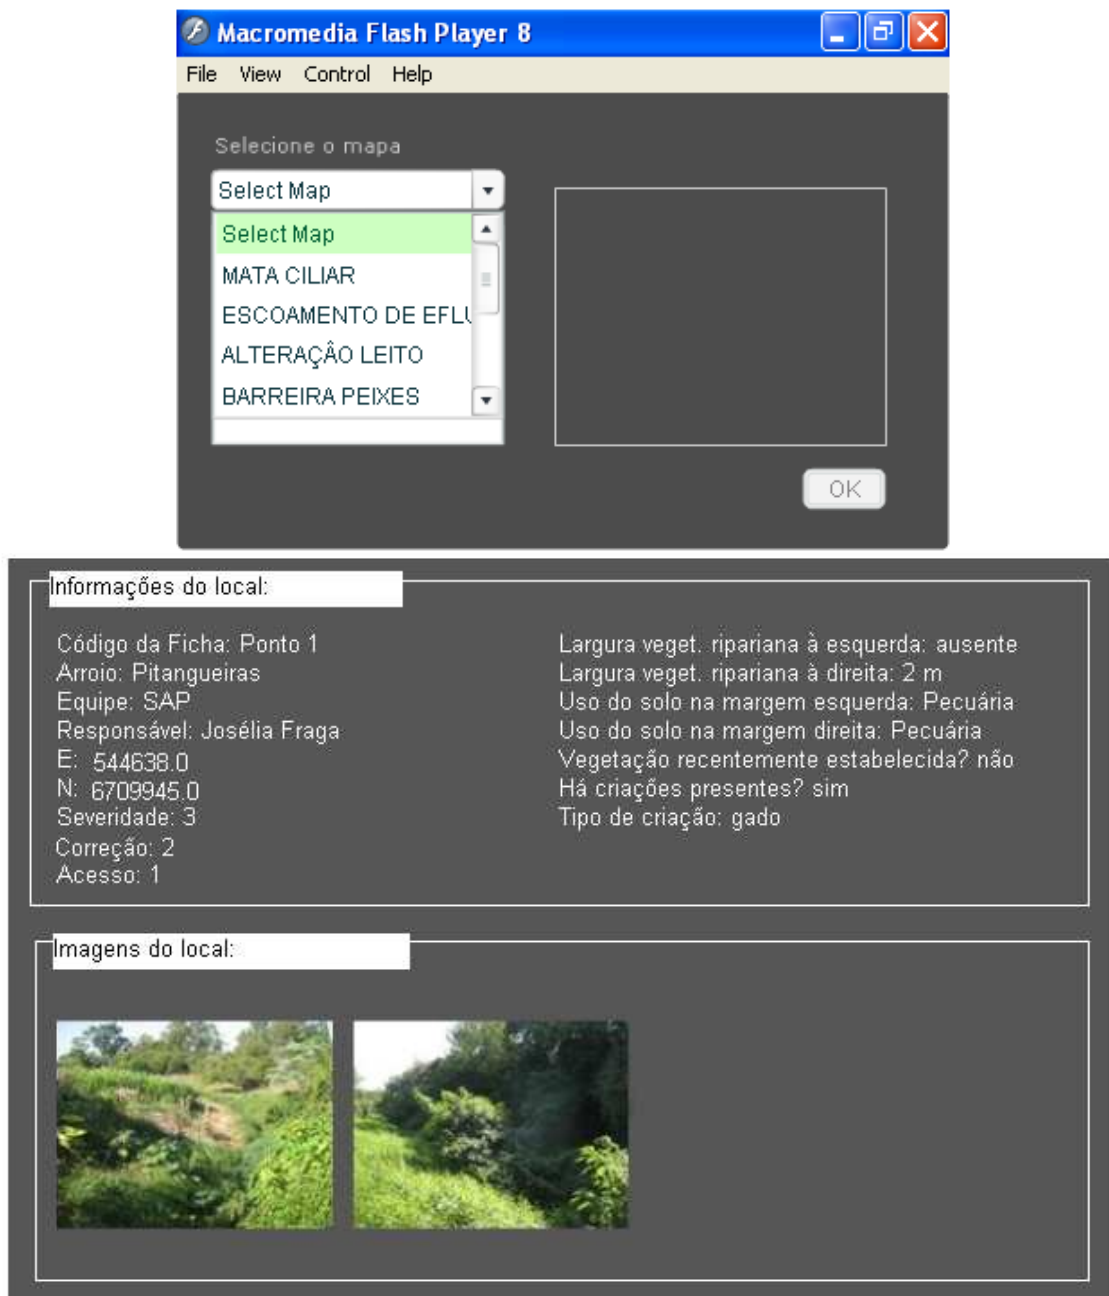 Macromedia Flash Player 8
File View Control Help
Selecione o mapa
Select Map
Select Map
MATA CILIAR
ESCOAMENTO DE EFLU
ALTERAÇÂO LEITO
BARREIRA PEIXES
OK
Informações do local:
Código da Ficha: Ponto 1
Arroio: Pitangueiras
Equipe: SAP
Responsável: Josélia Fraga
E: 544638.0
N: 6709945.0
Severidade: 3
Correção: 2
Acesso: 1
Largura veget. ripariana à esquerda: ausente
Largura veget. ripariana à direita: 2 m
Uso do solo na margem esquerda: Pecuária
Uso do solo na margem direita: Pecuária
Vegetação recentemente estabelecida? não
Há criações presentes? sim
Tipo de criação: gado
Imagens do local: